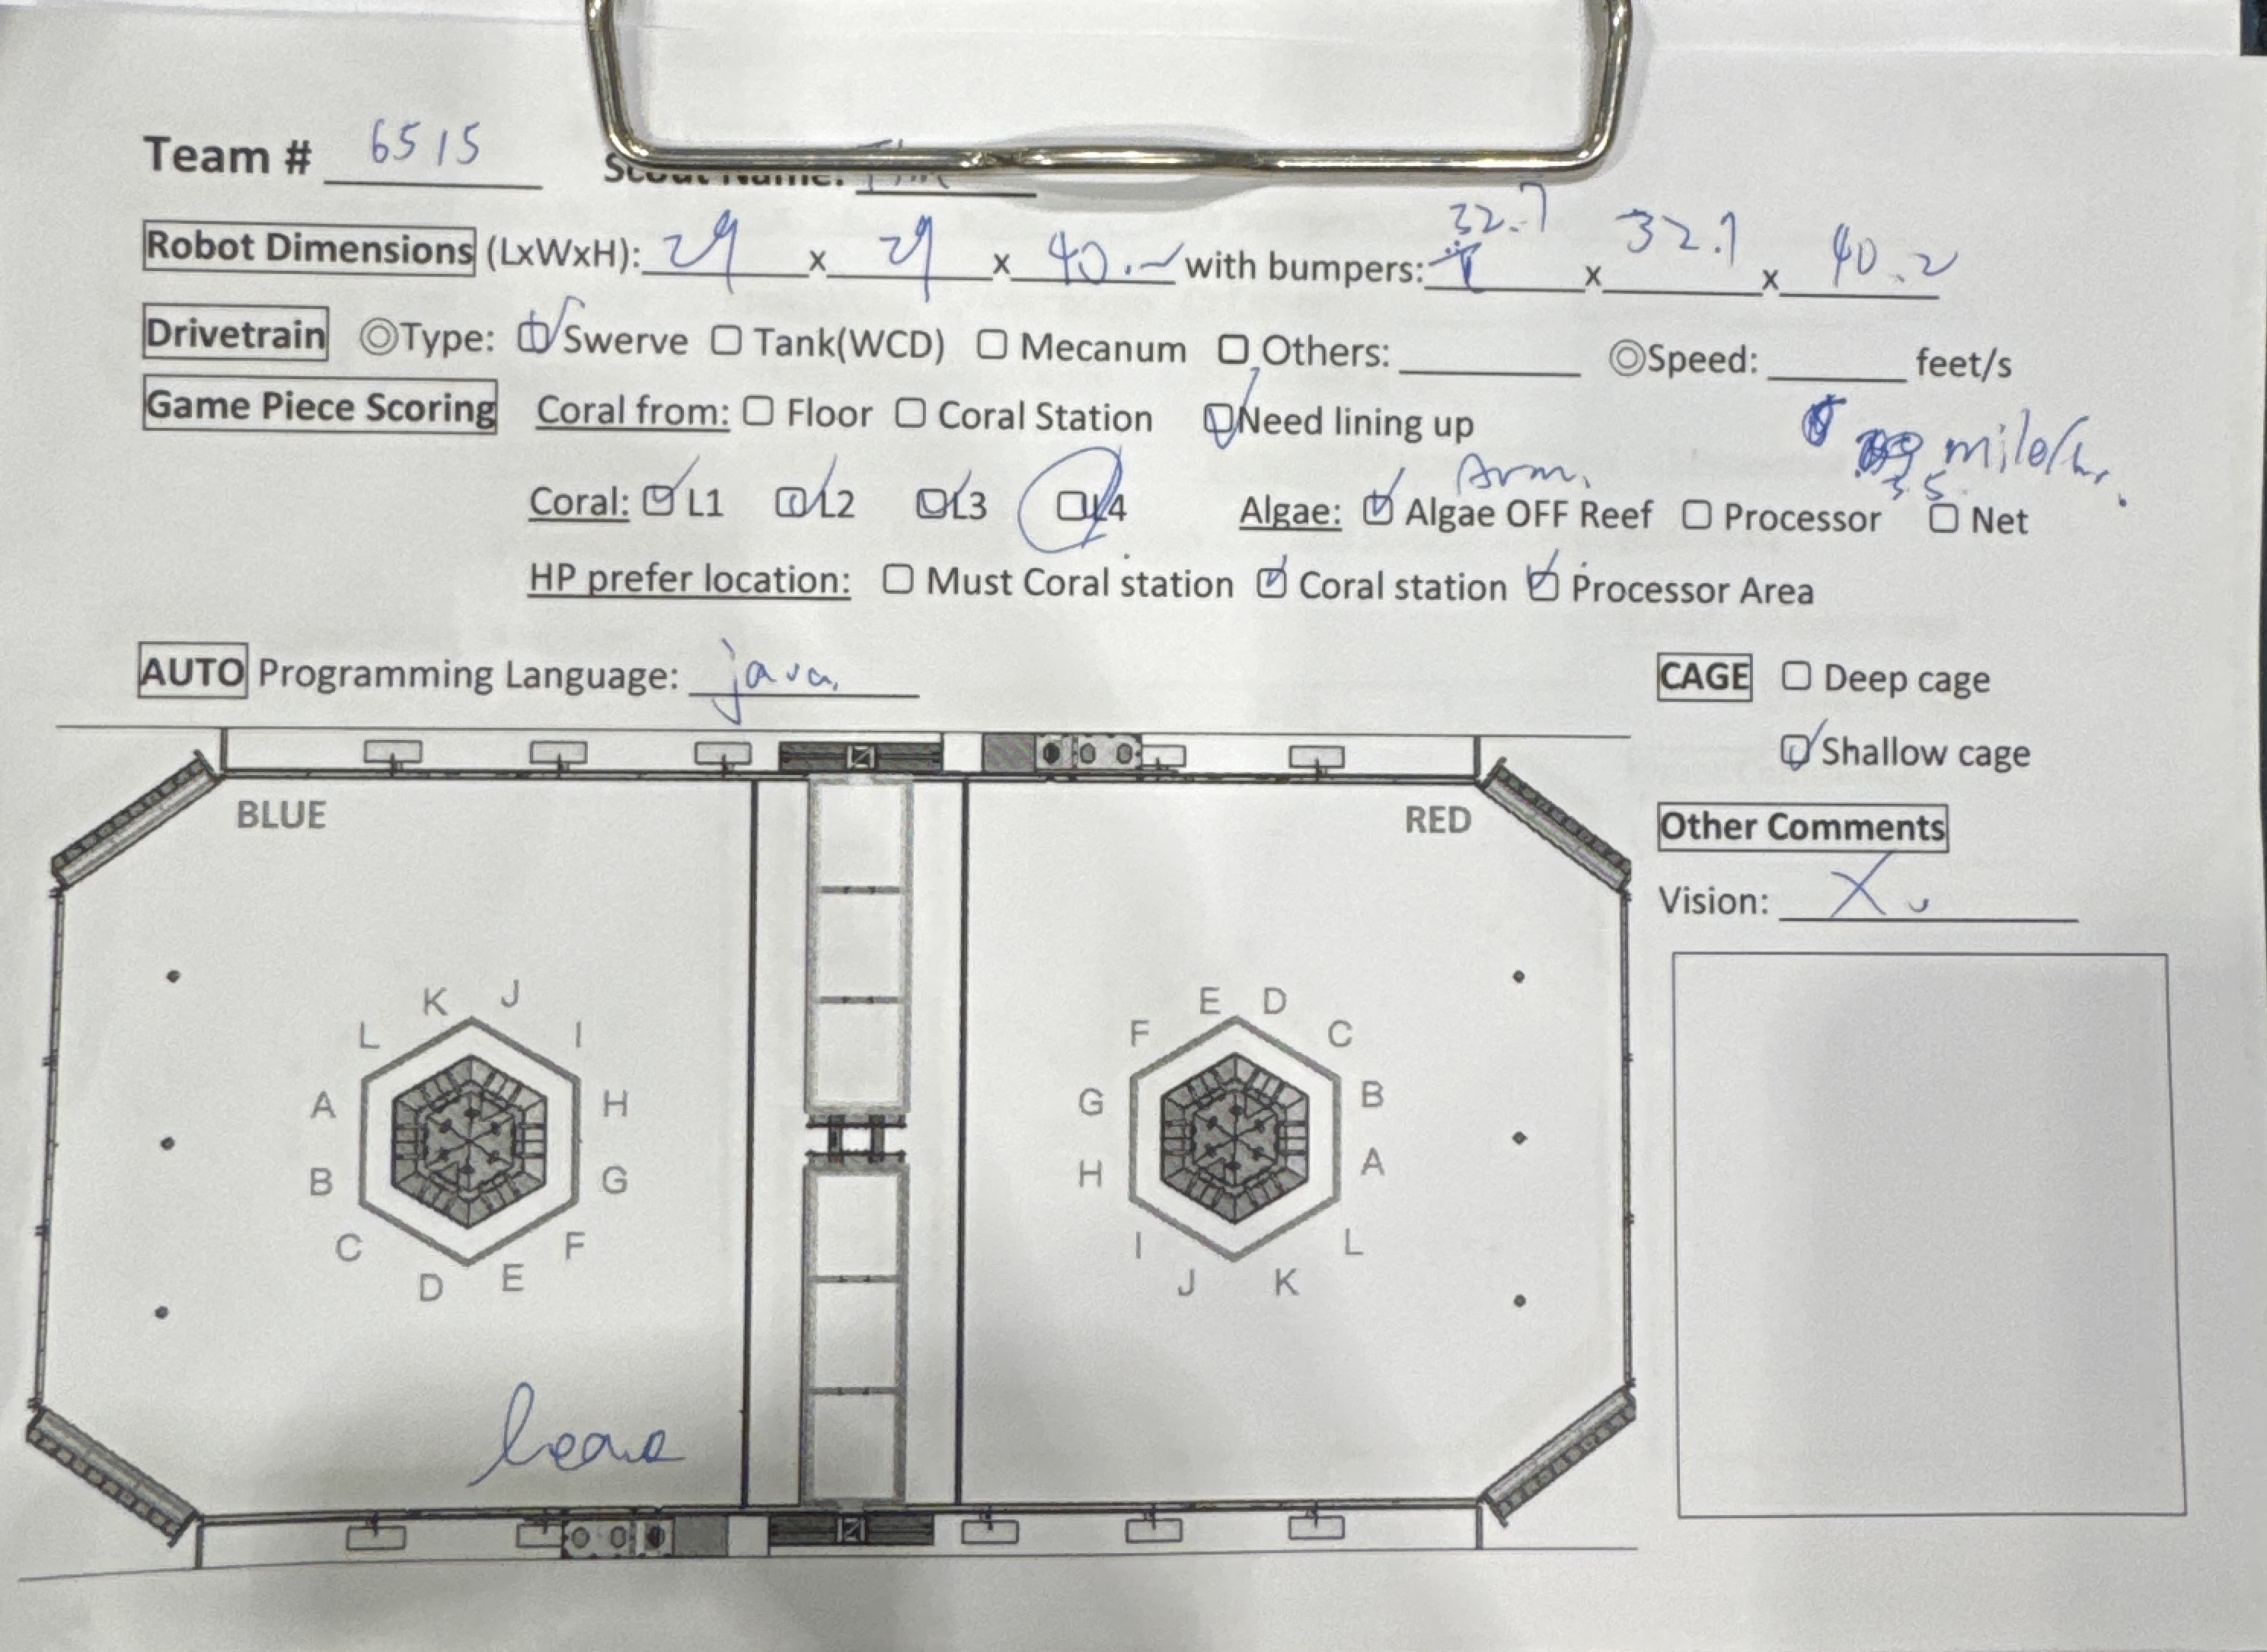 Team # 6515 Scout Name:
Robot Dimensions (LxWxH): 29 x 29 x 40.2 with bumpers: 32.7 x 32.7 x 40.2
Drivetrain ◎Type: ☑Swerve ☐ Tank(WCD) ☐ Mecanum ☐ Others: ______ ◎Speed: ______ feet/s
Game Piece Scoring Coral from: ☐ Floor ☐ Coral Station ☑Need lining up
35 mile/hr.
Arm.
Coral: ☑ L1 ☑ L2 ☑ L3 ☑ L4 Algae: ☑ Algae OFF Reef ☐ Processor ☐ Net
HP prefer location: ☐ Must Coral station ☑ Coral station ☑ Processor Area
AUTO Programming Language: java
CAGE ☐ Deep cage
☑ Shallow cage
BLUE RED
Other Comments
Vision: X
K J
L I
A H
B G
C F
D E
E D
F C
G B
H A
I L
J K
leave